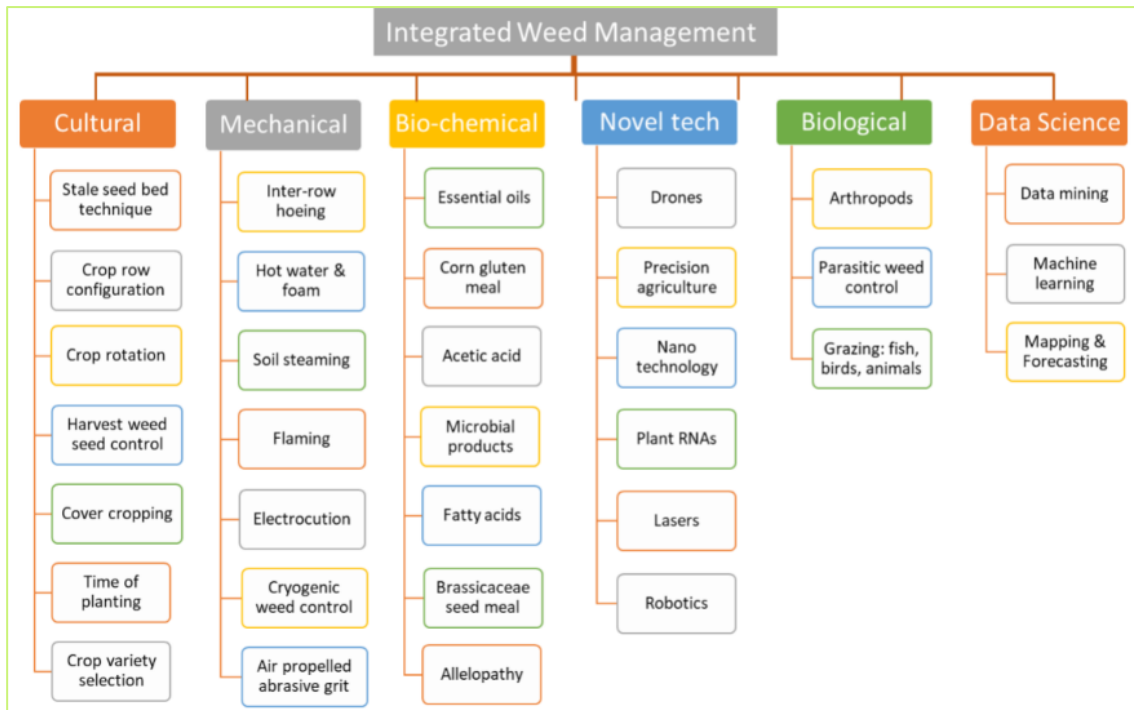 Integrated Weed Management
Cultural
Mechanical
Bio-chemical
Novel tech
Biological
Data Science
Stale seed bed
technique
Crop row
configuration
Crop rotation
Harvest weed
seed control
Cover cropping
Time of
planting
Crop variety
selection
Inter-row
hoeing
Hot water &
foam
Soil steaming
Flaming
Electrocution
Cryogenic
weed control
Air propelled
abrasive grit
Essential oils
Corn gluten
meal
Acetic acid
Microbial
products
Fatty acids
Brassicaceae
seed meal
Allelopathy
Drones
Precision
agriculture
Nano
technology
Plant RNAs
Lasers
Robotics
Arthropods
Parasitic weed
control
Grazing: fish,
birds, animals
Data mining
Machine
learning
Mapping &
Forecasting